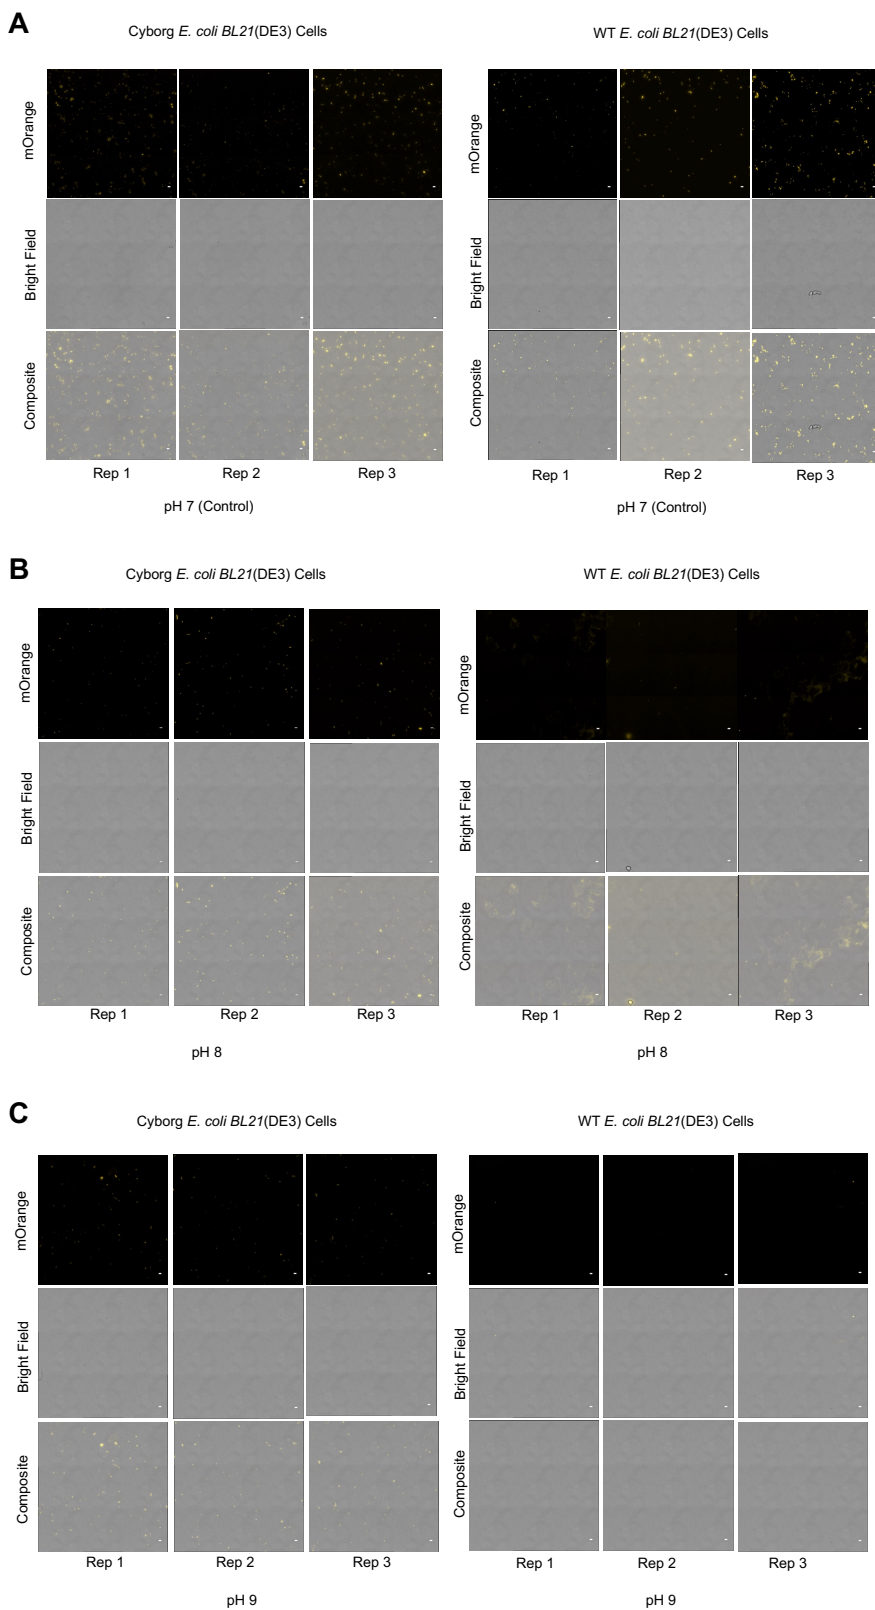 A
Cyborg E. coli BL21(DE3) Cells
WT E. coli BL21(DE3) Cells
mOrange
mOrange
Bright Field
Bright Field
Composite
Composite
Rep 1
Rep 2
Rep 3
Rep 1
Rep 2
Rep 3
pH 7 (Control)
pH 7 (Control)
B
Cyborg E. coli BL21(DE3) Cells
WT E. coli BL21(DE3) Cells
mOrange
mOrange
Bright Field
Bright Field
Composite
Composite
Rep 1
Rep 2
Rep 3
Rep 1
Rep 2
Rep 3
pH 8
pH 8
C
Cyborg E. coli BL21(DE3) Cells
WT E. coli BL21(DE3) Cells
mOrange
mOrange
Bright Field
Bright Field
Composite
Composite
Rep 1
Rep 2
Rep 3
Rep 1
Rep 2
Rep 3
pH 9
pH 9